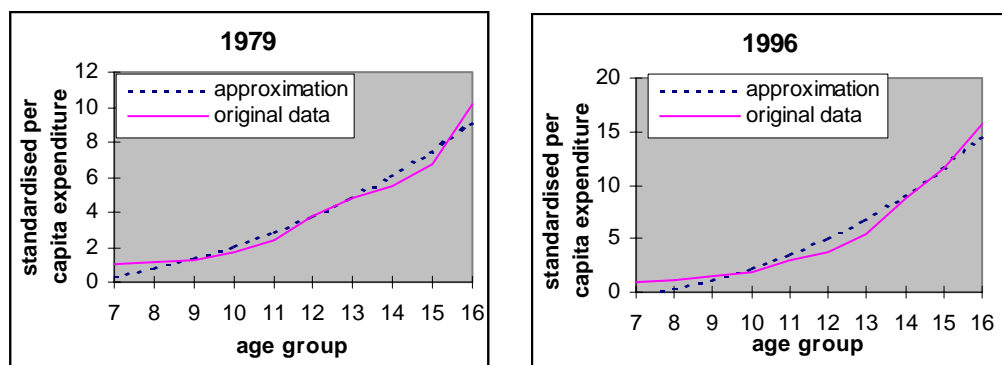 1979
approximation
original data
12
10
8
6
4
2
0
7 8 9 10 11 12 13 14 15 16
standardised per
capita expenditure
age group
1996
approximation
original data
20
15
10
5
0
7 8 9 10 11 12 13 14 15 16
standardised per
capita expenditure
age group